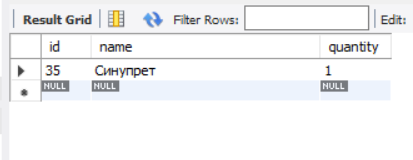 Result Grid Filter Rows: Edit:
id name quantity
35 Синупрет 1
NULL NULL NULL